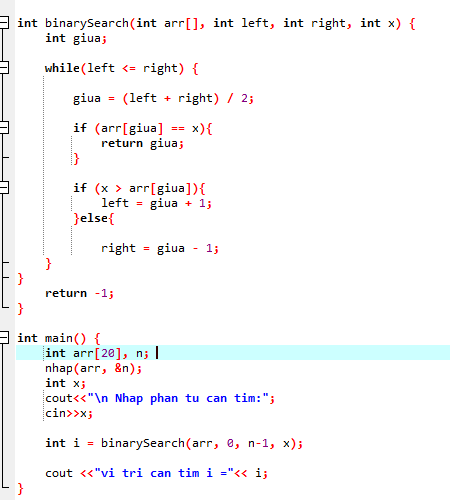 int binarySearch(int arr[], int left, int right, int x) {
int giua;
while(left <= right) {
giua = (left + right) / 2;
if (arr[giua] == x){
return giua;
}
if (x > arr[giua]){
left = giua + 1;
}else{
right = giua - 1;
}
}
return -1;
}
int main() {
int arr[20], n;
nhap(arr, &n);
int x;
cout<<"\n Nhap phan tu can tim:";
cin>>x;
int i = binarySearch(arr, 0, n-1, x);
cout <<"vi tri can tim i ="<< i;
}